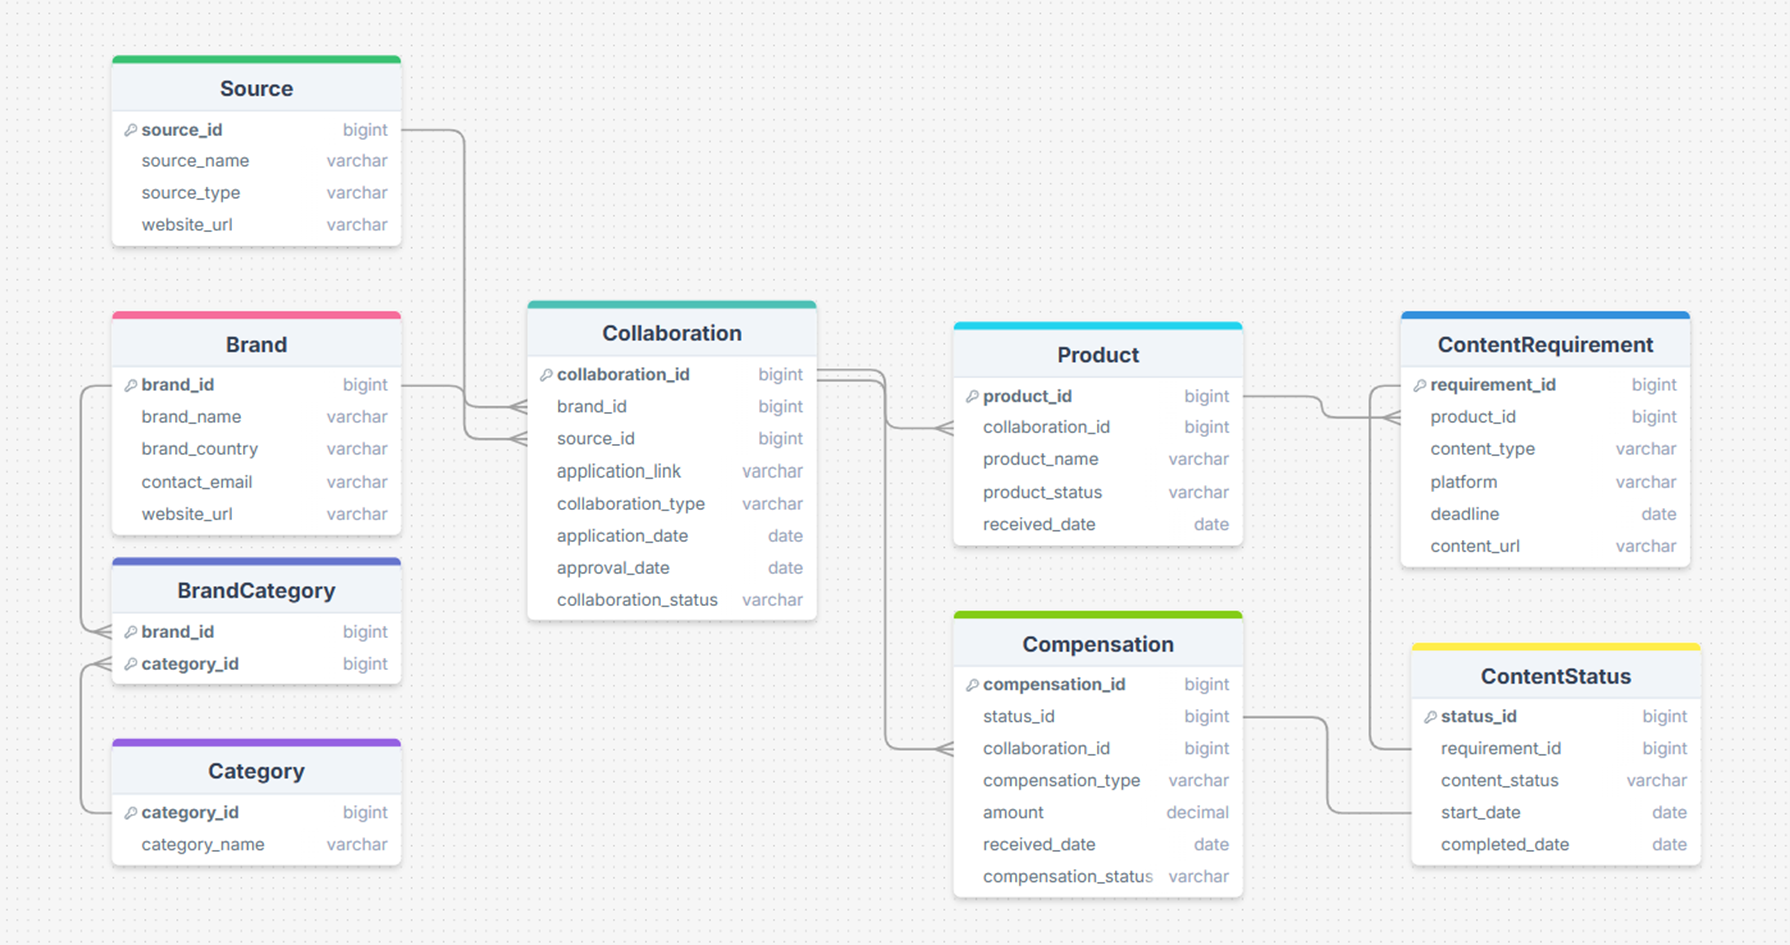 Source
source_id bigint
source_name varchar
source_type varchar
website_url varchar
Brand
brand_id bigint
brand_name varchar
brand_country varchar
contact_email varchar
website_url varchar
BrandCategory
brand_id bigint
category_id bigint
Category
category_id bigint
category_name varchar
Collaboration
collaboration_id bigint
brand_id bigint
source_id bigint
application_link varchar
collaboration_type varchar
application_date date
approval_date date
collaboration_status varchar
Product
product_id bigint
collaboration_id bigint
product_name varchar
product_status varchar
received_date date
Compensation
compensation_id bigint
status_id bigint
collaboration_id bigint
compensation_type varchar
amount decimal
received_date date
compensation_status varchar
ContentRequirement
requirement_id bigint
product_id bigint
content_type varchar
platform varchar
deadline date
content_url varchar
ContentStatus
status_id bigint
requirement_id bigint
content_status varchar
start_date date
completed_date date